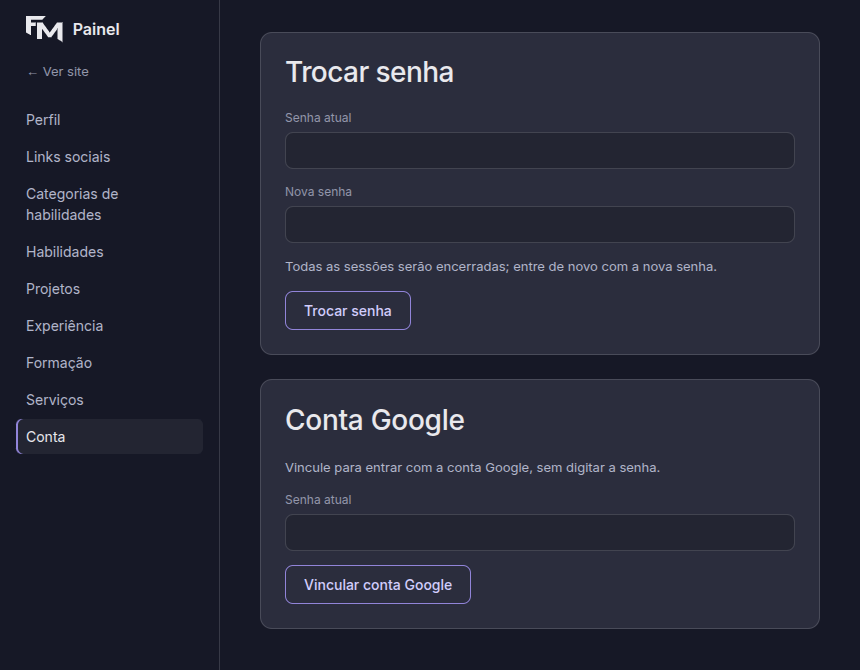 FM Painel
← Ver site
Perfil
Links sociais
Categorias de
habilidades
Habilidades
Projetos
Experiência
Formação
Serviços
Conta
Trocar senha
Senha atual
Nova senha
Todas as sessões serão encerradas; entre de novo com a nova senha.
Trocar senha
Conta Google
Vincule para entrar com a conta Google, sem digitar a senha.
Senha atual
Vincular conta Google